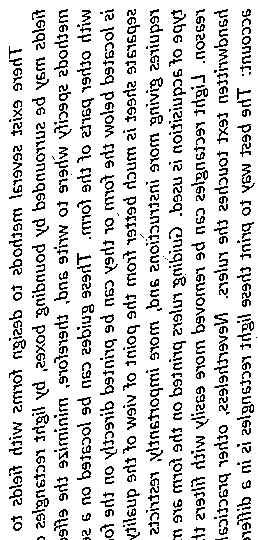 There exist several methods to design forms with fields to
fields may be surrounded by bounding boxes, by light rectangles
methods specify where to write and, therefore, minimize the effe
with other parts of the form. These guides can be located on a se
is located below the form or they can be printed directly on the fo
separate sheet is much better from the point of view of the quality
requires giving more instructions and, more importantly, restricts
type of acquisition is used. Guiding rulers printed on the form are m
reason. Light rectangles can be removed more easily with filters th
handwritten text touches the rulers. Nevertheless, other practical
account: The best way to print these light rectangles is in a differen